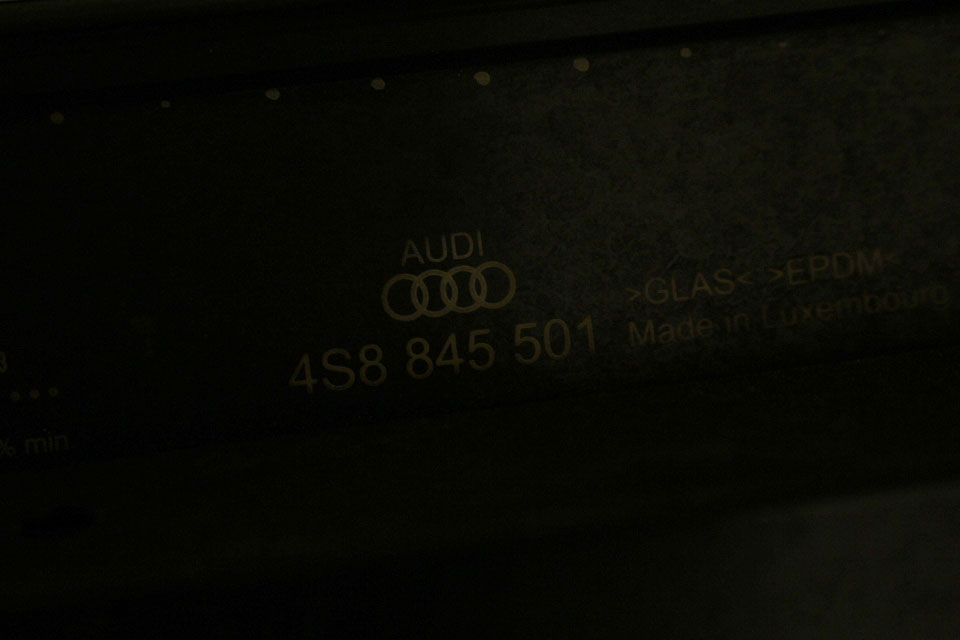 AUDI
4S8 845 501
>GLAS< >EPDM<
Made in Luxembourg
% min